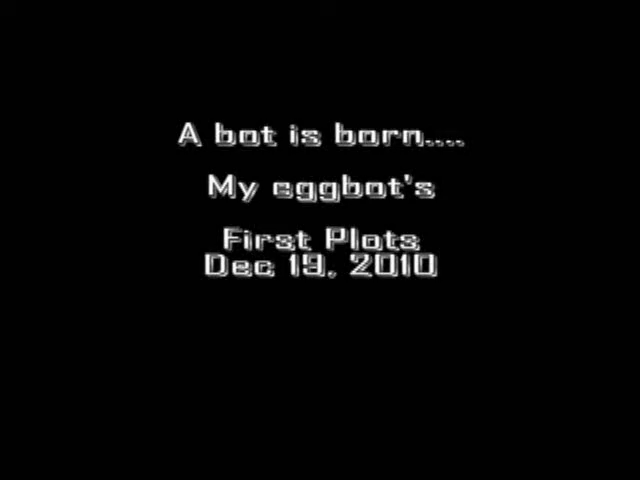 A bot is born....
My eggbot's
First Plots
Dec 19, 2010